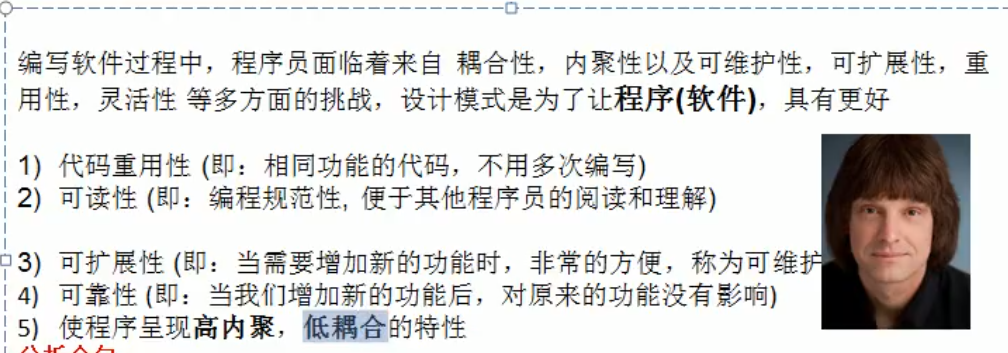 编写软件过程中，程序员面临着来自 耦合性，内聚性以及可维护性，可扩展性，重
用性，灵活性 等多方面的挑战，设计模式是为了让程序(软件)，具有更好
1) 代码重用性 (即：相同功能的代码，不用多次编写)
2) 可读性 (即：编程规范性, 便于其他程序员的阅读和理解)
3) 可扩展性 (即：当需要增加新的功能时，非常的方便，称为可维护
4) 可靠性 (即：当我们增加新的功能后，对原来的功能没有影响)
5) 使程序呈现高内聚，低耦合的特性